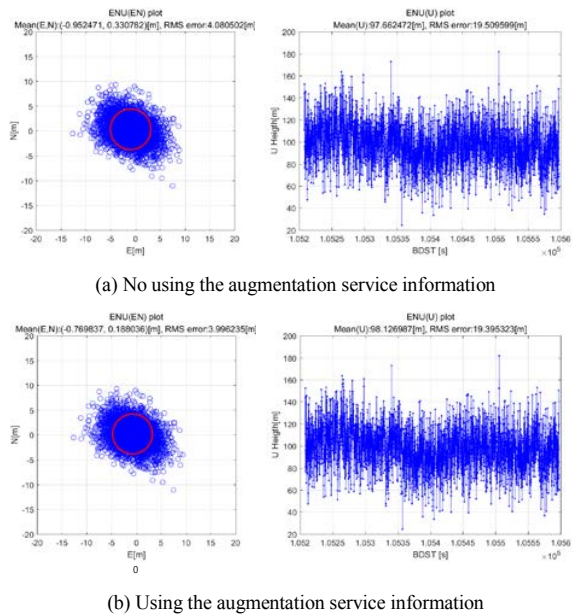 ENU(EN) plot
Mean(E,N):(-0.952471, 0.330782)[m], RMS error:4.080502[m]
N[m]
20
15
10
5
0
-5
-10
-15
-20
-20 -15 -10 -5 0 5 10 15 20
E[m]
ENU(U) plot
Mean(U):97.662472[m], RMS error:19.509599[m]
U Heigth[m]
200
180
160
140
120
100
80
60
40
20
1.052 1.0525 1.053 1.0535 1.054 1.0545 1.055 1.0555 1.056
BDST [s]
(a) No using the augmentation service information
ENU(EN) plot
Mean(E,N):(-0.769837, 0.188036)[m], RMS error:3.996235[m]
N[m]
20
15
10
5
0
-5
-10
-15
-20
-20 -15 -10 -5 0 5 10 15 20
E[m]
0
ENU(U) plot
Mean(U):98.126987[m], RMS error:19.395323[m]
U Heigth[m]
200
180
160
140
120
100
80
60
40
20
1.052 1.0525 1.053 1.0535 1.054 1.0545 1.055 1.0555 1.056
BDST [s]
(b) Using the augmentation service information